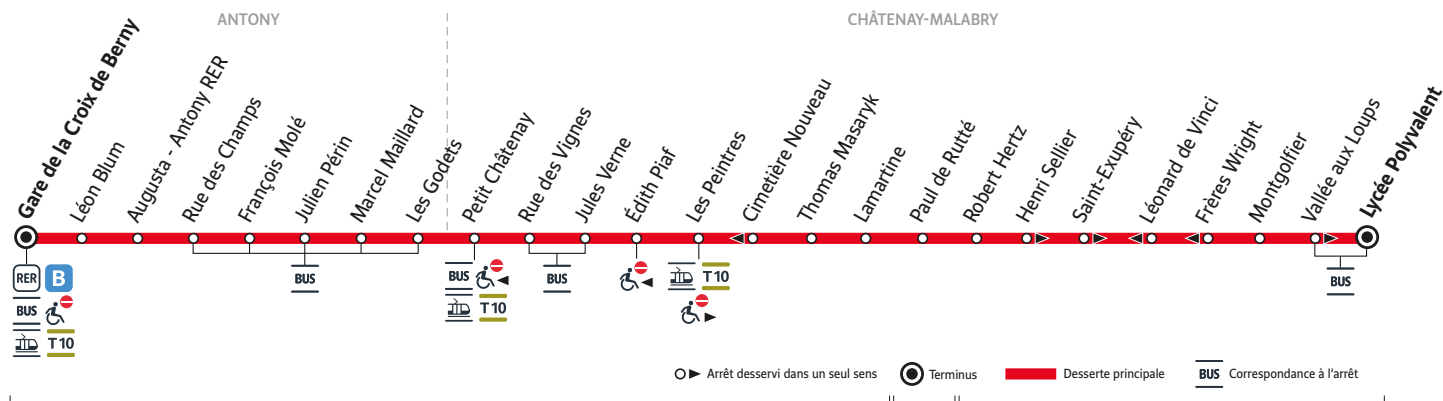 ANTONY
CHÂTENAY-MALABRY
Gare de la Croix de Berny
Léon Blum
Augusta - Antony RER
Rue des Champs
François Molé
Julien Périn
Marcel Maillard
Les Godets
Petit Châtenay
Rue des Vignes
Jules Verne
Édith Piaf
Les Peintres
Cimetière Nouveau
Thomas Masaryk
Lamartine
Paul de Rutté
Robert Hertz
Henri Sellier
Saint-Exupéry
Léonard de Vinci
Frères Wright
Montgolfier
Vallée aux Loups
Lycée Polyvalent
RER B
BUS
T10
BUS
BUS
T10
BUS
T10
BUS
Arrêt desservi dans un seul sens
Terminus
Desserte principale
BUS Correspondance à l'arrêt